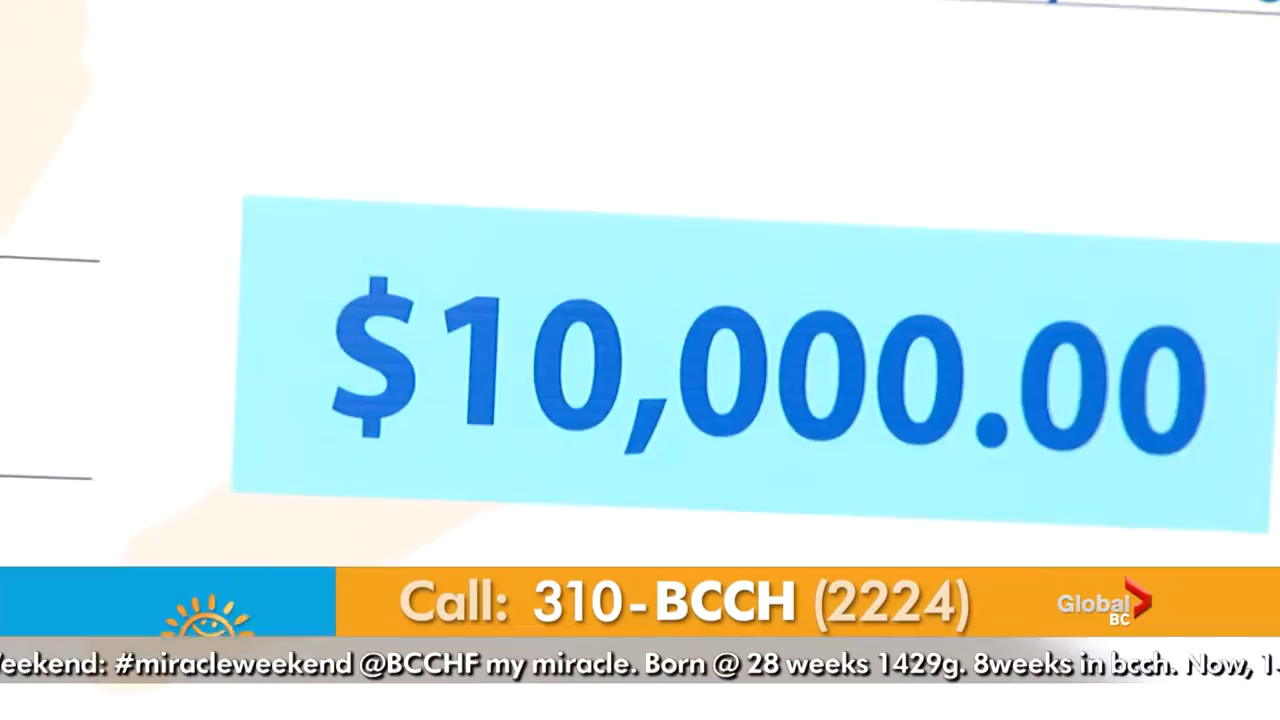 $10,000.00
Call: 310-BCCH (2224)
Global
BC
Weekend: #miracleweekend @BCCHF my miracle. Born @ 28 weeks 1429g. 8weeks in bcch. Now,